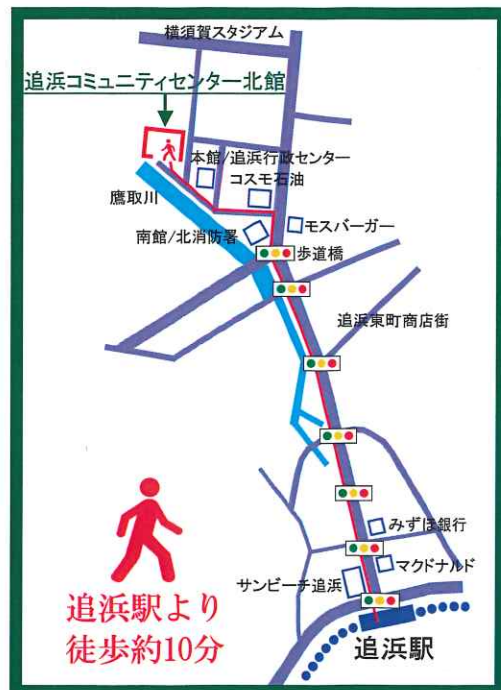 横須賀スタジアム
追浜コミュニティセンター北館
本館/追浜行政センター
コスモ石油
鷹取川
モスバーガー
南館/北消防署
歩道橋
追浜東町商店街
みずほ銀行
マクドナルド
サンビーチ追浜
追浜駅より
徒歩約10分
追浜駅